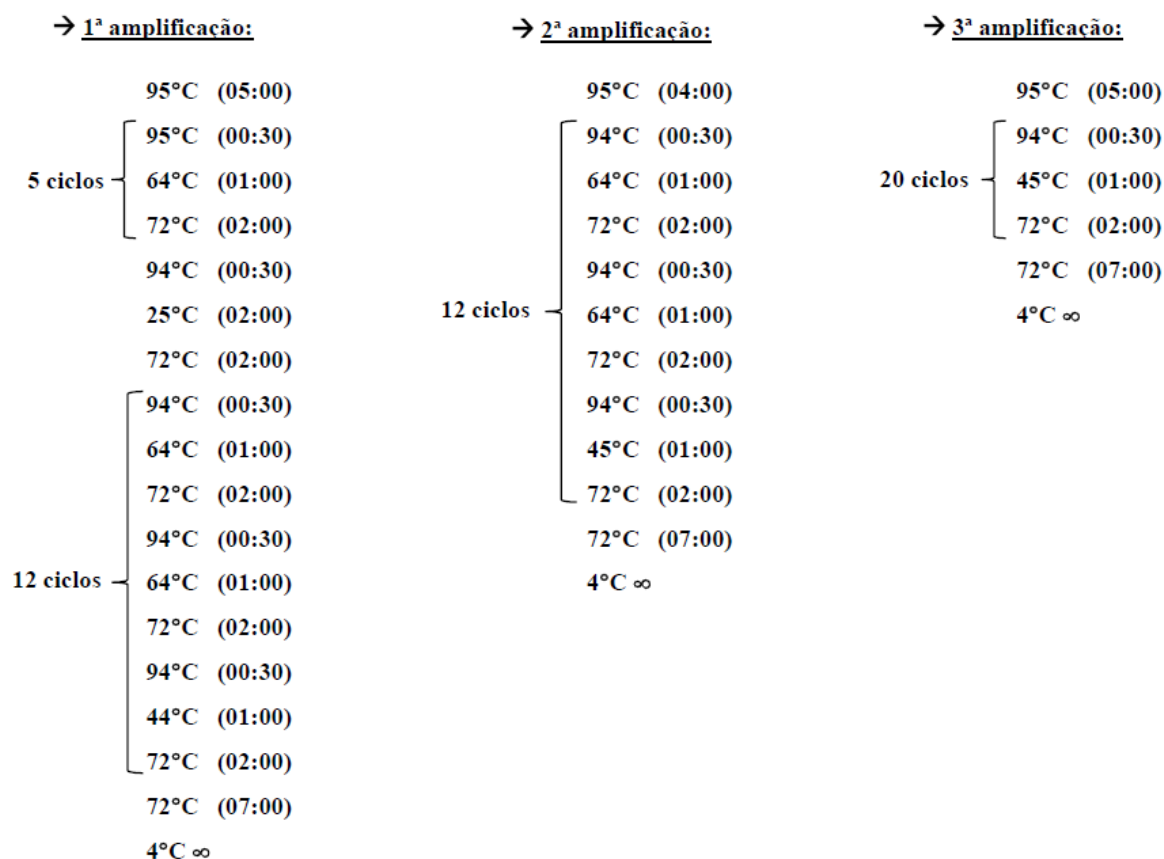 → 1ª amplificação:
95°C (05:00)
95°C (00:30)
5 ciclos
64°C (01:00)
72°C (02:00)
94°C (00:30)
25°C (02:00)
72°C (02:00)
94°C (00:30)
64°C (01:00)
72°C (02:00)
94°C (00:30)
12 ciclos
64°C (01:00)
72°C (02:00)
94°C (00:30)
44°C (01:00)
72°C (02:00)
72°C (07:00)
4°C ∞
→ 2ª amplificação:
95°C (04:00)
94°C (00:30)
64°C (01:00)
72°C (02:00)
94°C (00:30)
12 ciclos
64°C (01:00)
72°C (02:00)
94°C (00:30)
45°C (01:00)
72°C (02:00)
72°C (07:00)
4°C ∞
→ 3ª amplificação:
95°C (05:00)
94°C (00:30)
20 ciclos
45°C (01:00)
72°C (02:00)
72°C (07:00)
4°C ∞